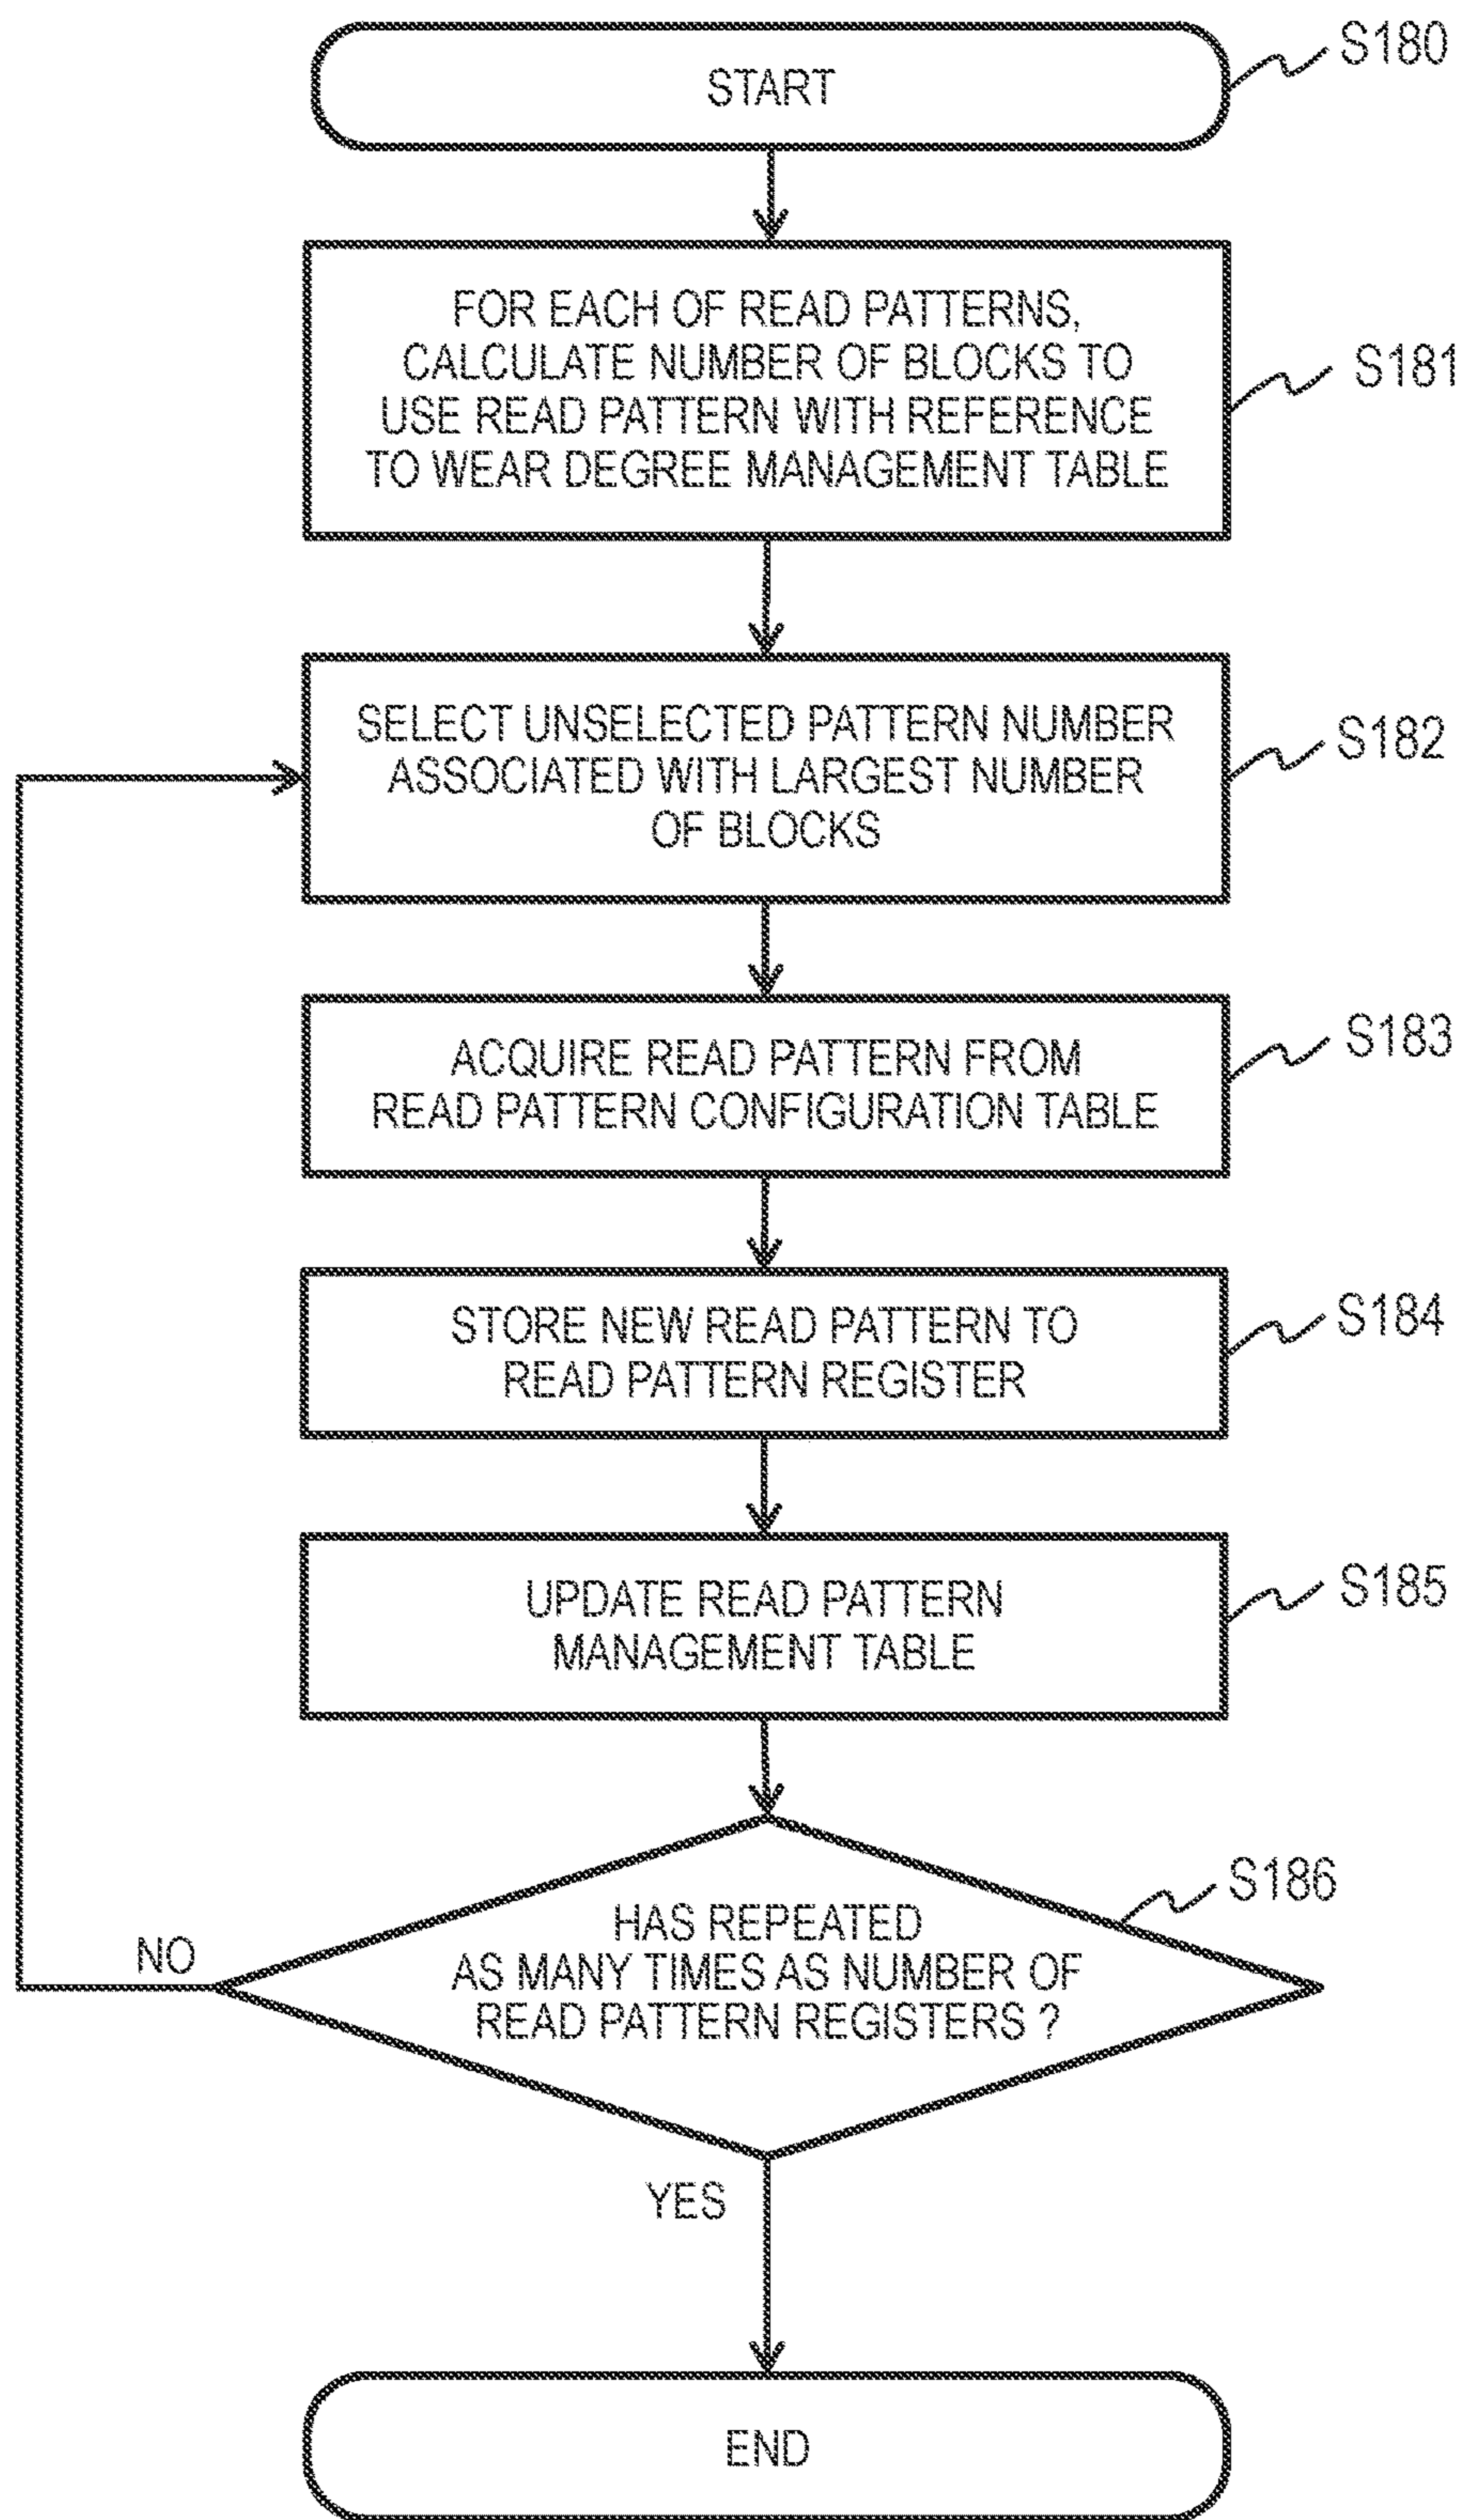 START
S180
FOR EACH OF READ PATTERNS,
CALCULATE NUMBER OF BLOCKS TO
USE READ PATTERN WITH REFERENCE
TO WEAR DEGREE MANAGEMENT TABLE
S181
SELECT UNSELECTED PATTERN NUMBER
ASSOCIATED WITH LARGEST NUMBER
OF BLOCKS
S182
ACQUIRE READ PATTERN FROM
READ PATTERN CONFIGURATION TABLE
S183
STORE NEW READ PATTERN TO
READ PATTERN REGISTER
S184
UPDATE READ PATTERN
MANAGEMENT TABLE
S185
HAS REPEATED
AS MANY TIMES AS NUMBER OF
READ PATTERN REGISTERS ?
S186
NO
YES
END